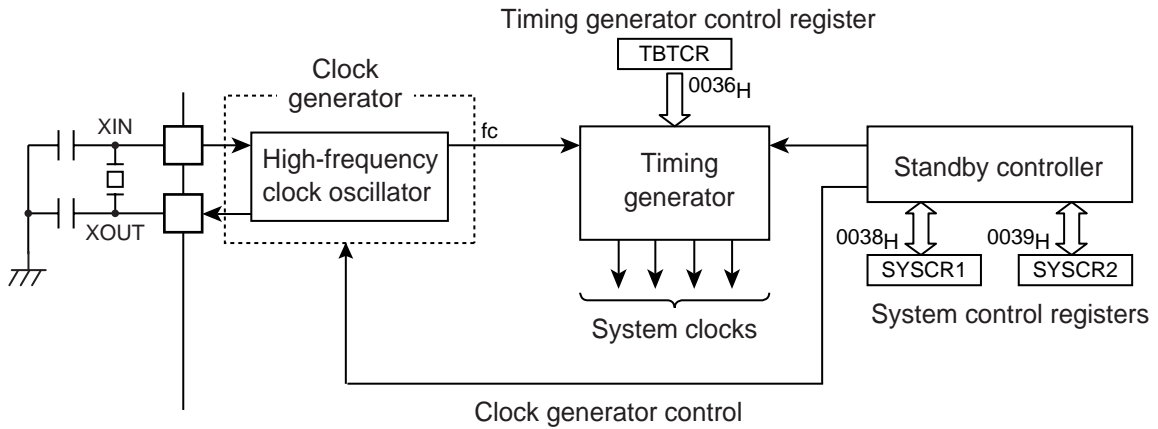 Timing generator control register
TBTCR
0036H
Clock
generator
XIN
fc
High-frequency
clock oscillator
Timing
generator
Standby controller
XOUT
0038H
0039H
SYSCR1
SYSCR2
System control registers
System clocks
Clock generator control